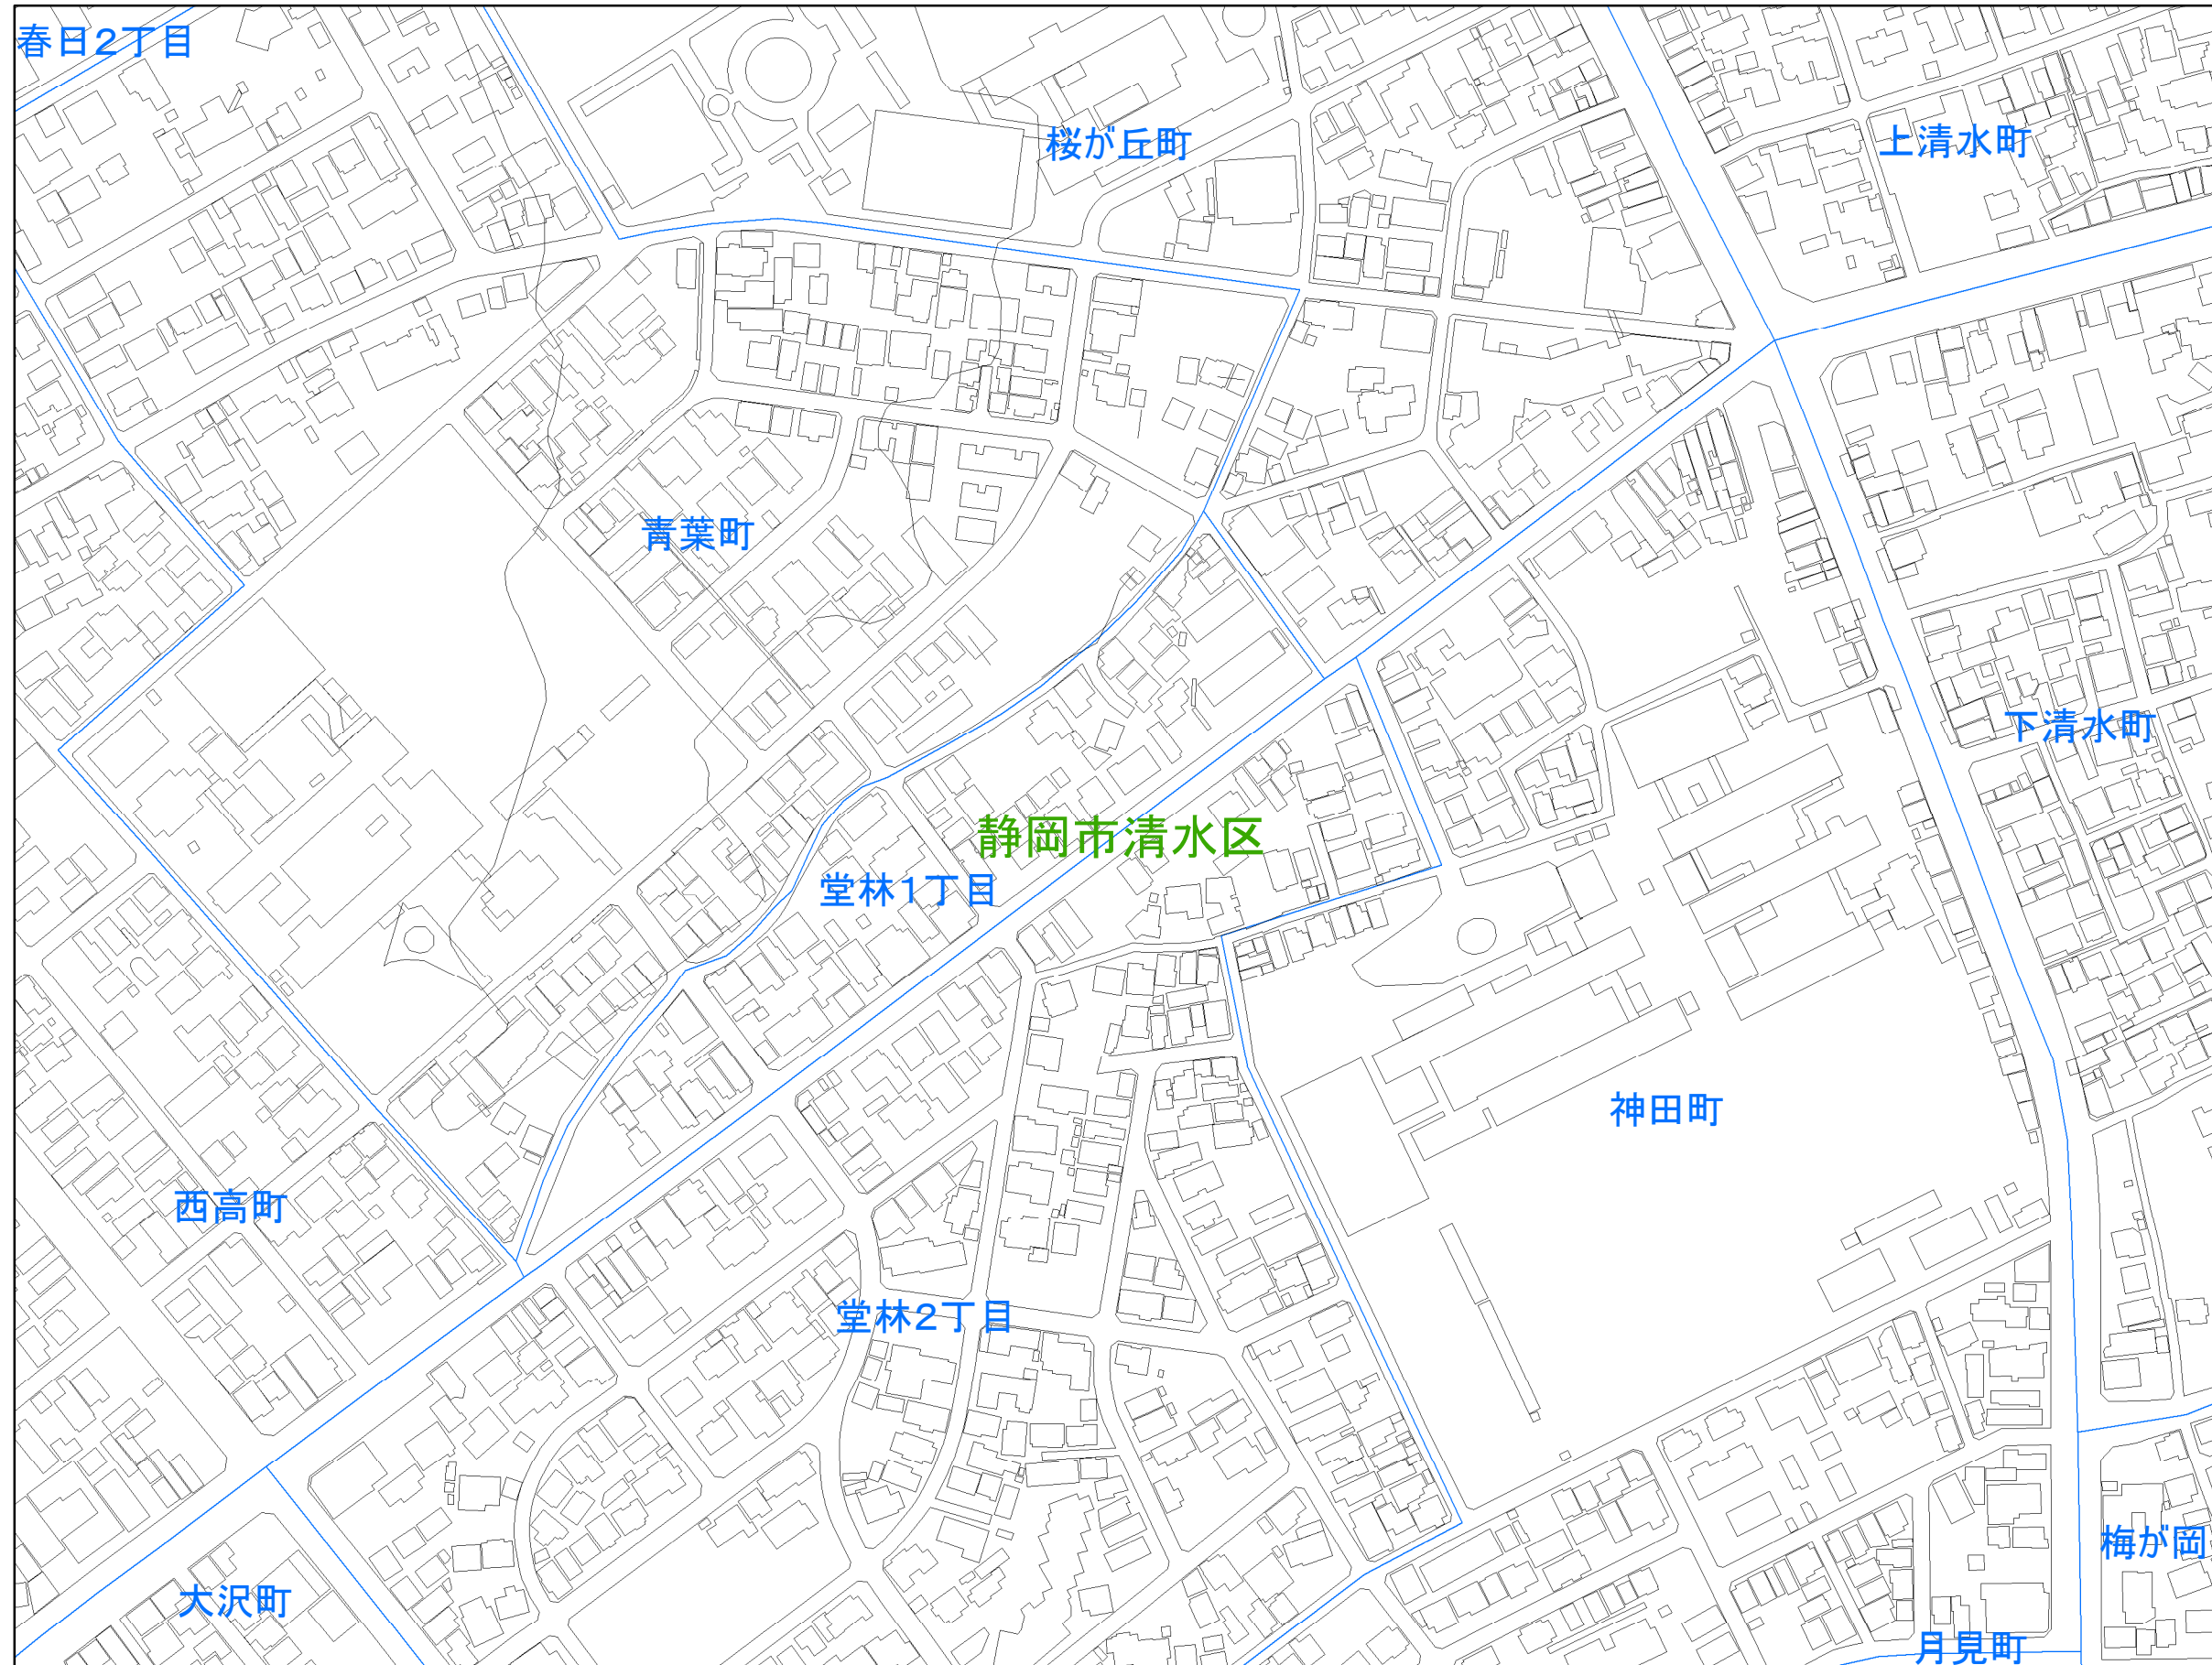 春日２丁目
桜が丘町
上清水町
青葉町
下清水町
静岡市清水区
堂林１丁目
神田町
西高町
堂林２丁目
梅が岡
大沢町
月見町